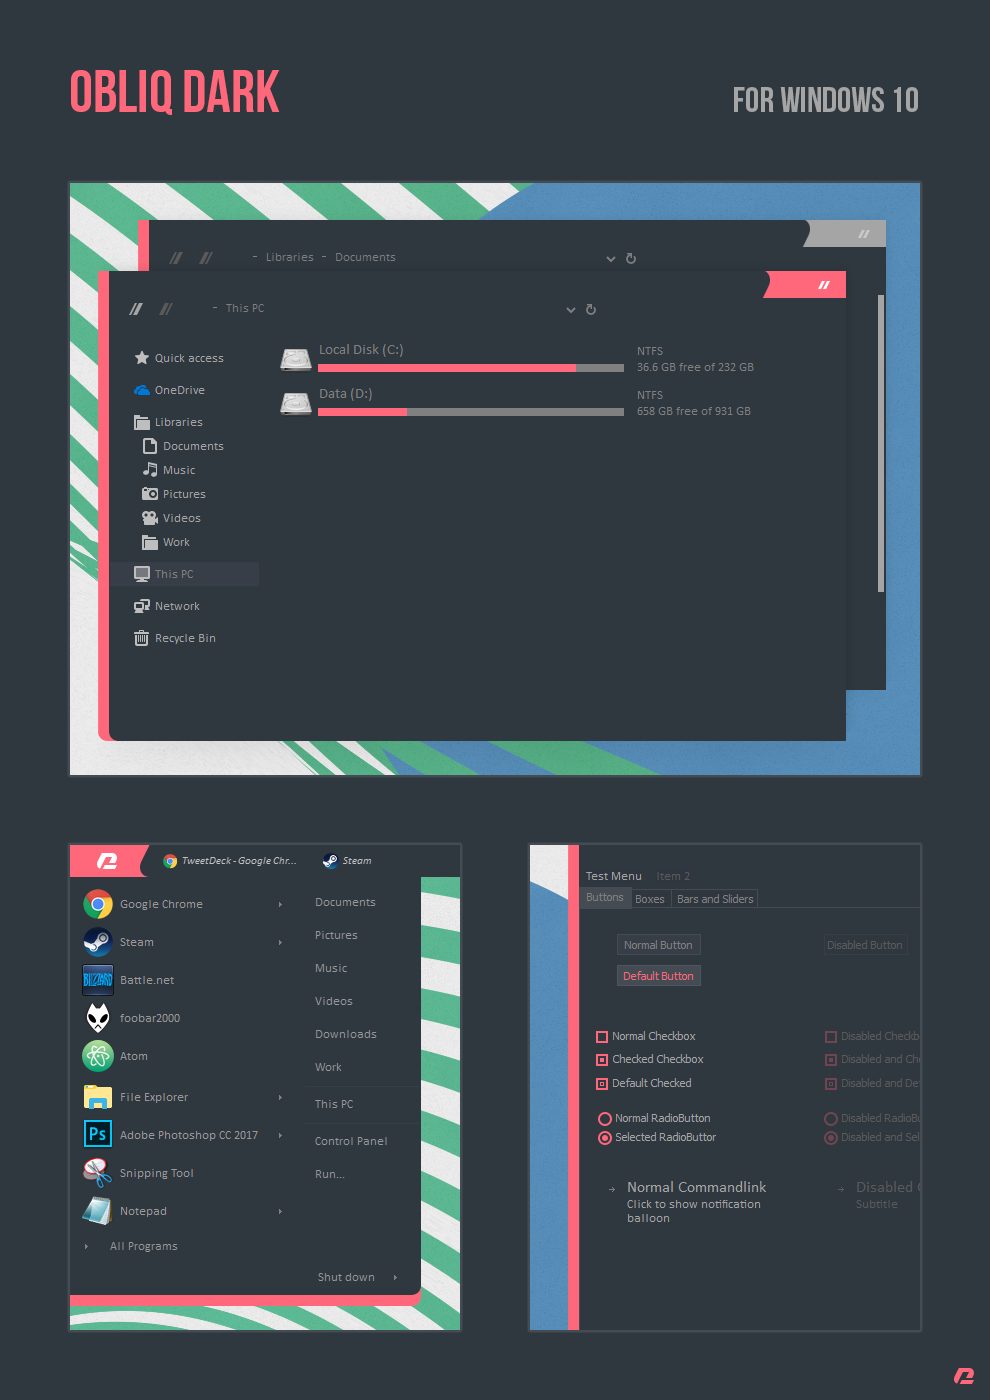 OBLIQ DARK
FOR WINDOWS 10
- Libraries - Documents
- This PC
Quick access
OneDrive
Libraries
Documents
Music
Pictures
Videos
Work
This PC
Network
Recycle Bin
Local Disk (C:)
NTFS
36.6 GB free of 232 GB
Data (D:)
NTFS
658 GB free of 931 GB
TweetDeck - Google Chr... Steam
Google Chrome
Steam
Battle.net
BLIZZARD
foobar2000
Atom
File Explorer
Ps
Adobe Photoshop CC 2017
Snipping Tool
Notepad
All Programs
Documents
Pictures
Music
Videos
Downloads
Work
This PC
Control Panel
Run...
Shut down
Test Menu Item 2
Buttons Boxes Bars and Sliders
Normal Button Disabled Button
Default Button
Normal Checkbox Disabled Checkb
Checked Checkbox Disabled and Che
Default Checked Disabled and Def
Normal RadioButton Disabled RadioBu
Selected RadioButtor Disabled and Sel
Normal Commandlink Disabled C
Click to show notification Subtitle
balloon